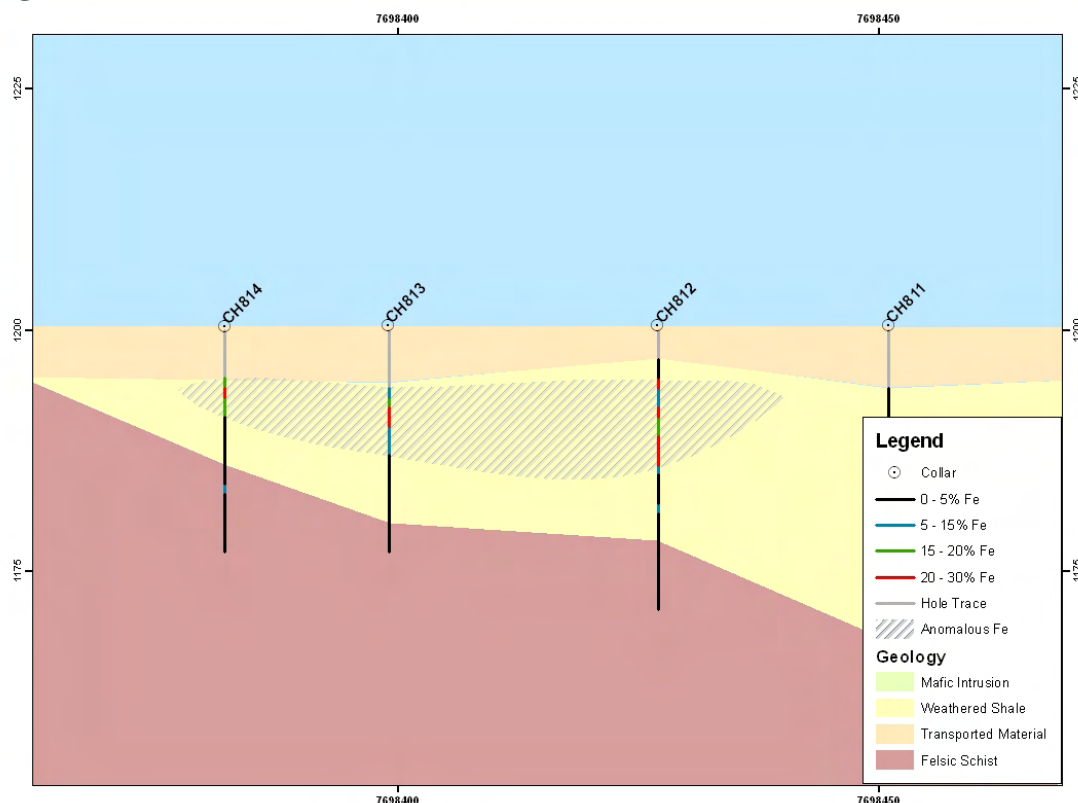 7698400
7698450
1225
1225
CH814
CH813
CH812
CH811
1200
1200
1175
1175
Legend
Collar
0 - 5% Fe
5 - 15% Fe
15 - 20% Fe
20 - 30% Fe
Hole Trace
Anomalous Fe
Geology
Mafic Intrusion
Weathered Shale
Transported Material
Felsic Schist
7698400
7698450